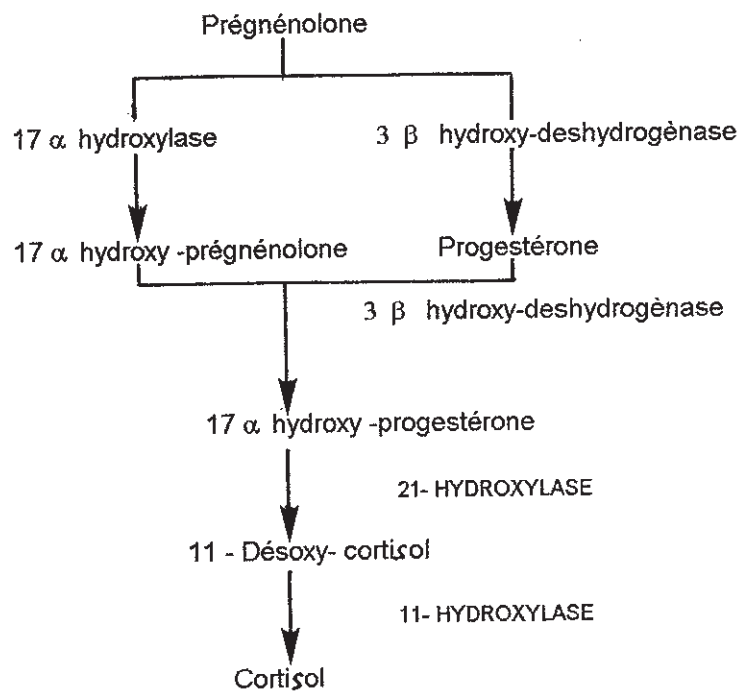 Prégnénolone
17 α hydroxylase
3 β hydroxy-deshydrogènase
17 α hydroxy -prégnénolone
Progestérone
3 β hydroxy-deshydrogènase
17 α hydroxy -progestérone
21- HYDROXYLASE
11 - Désoxy- cortisol
11- HYDROXYLASE
Cortisol